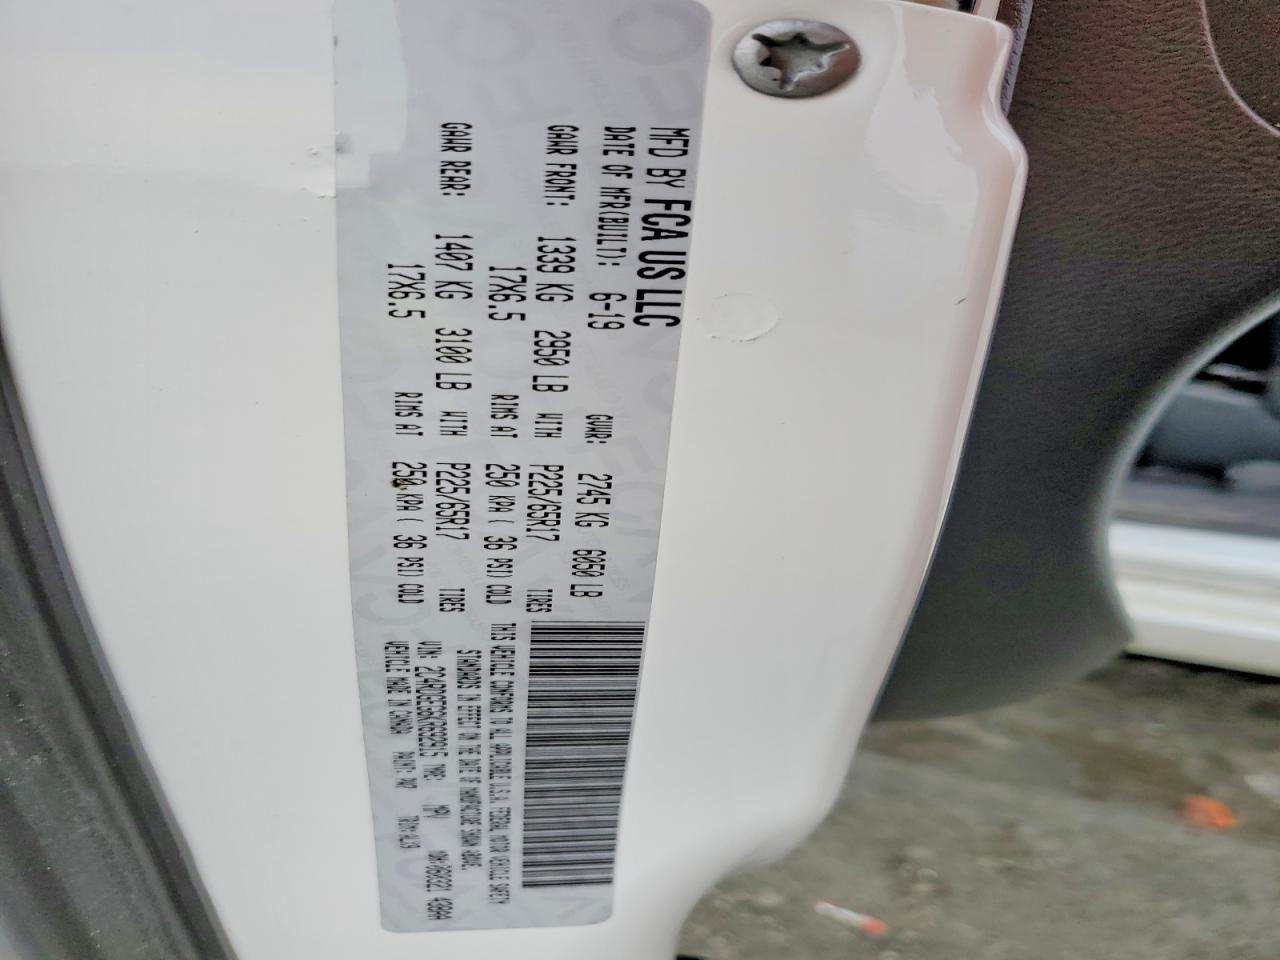 MFD BY FCA US LLC
DATE OF MFR(BUILT): 6-19 GVWR: 2745 KG 6050 LB
GAWR FRONT: 1339 KG 2950 LB WITH P225/65R17 TIRES
17X6.5 RIMS AT 250 KPA ( 36 PSI) COLD
GAWR REAR: 1407 KG 3100 LB WITH P225/65R17 TIRES
17X6.5 RIMS AT 250 KPA ( 36 PSI) COLD
THIS VEHICLE CONFORMS TO ALL APPLICABLE U.S.A. FEDERAL MOTOR VEHICLE SAFETY
STANDARDS IN EFFECT ON THE DATE OF MANUFACTURE SHOWN ABOVE.
VIN: TYPE: MPV
VEHICLE MADE IN CANADA PAINT: PW7 TRIM: